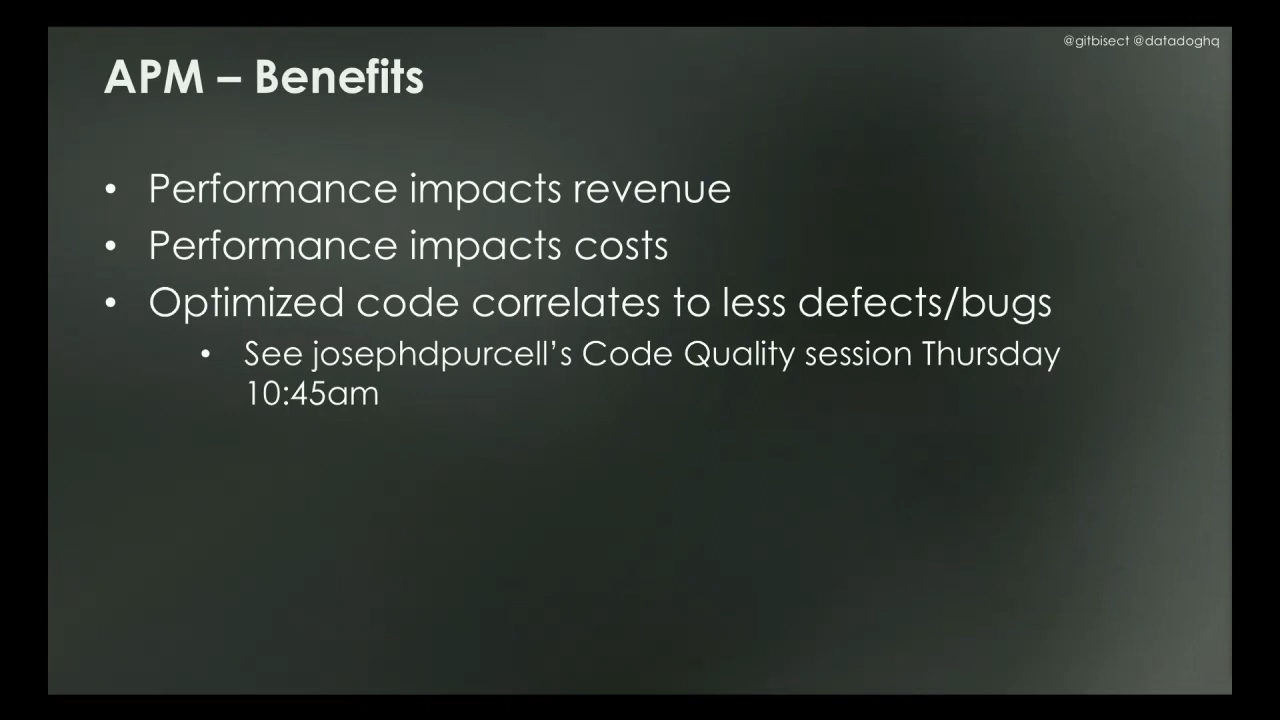 @gitbisect @datadoghq
APM – Benefits
• Performance impacts revenue
• Performance impacts costs
• Optimized code correlates to less defects/bugs
• See josephdpurcell’s Code Quality session Thursday
10:45am